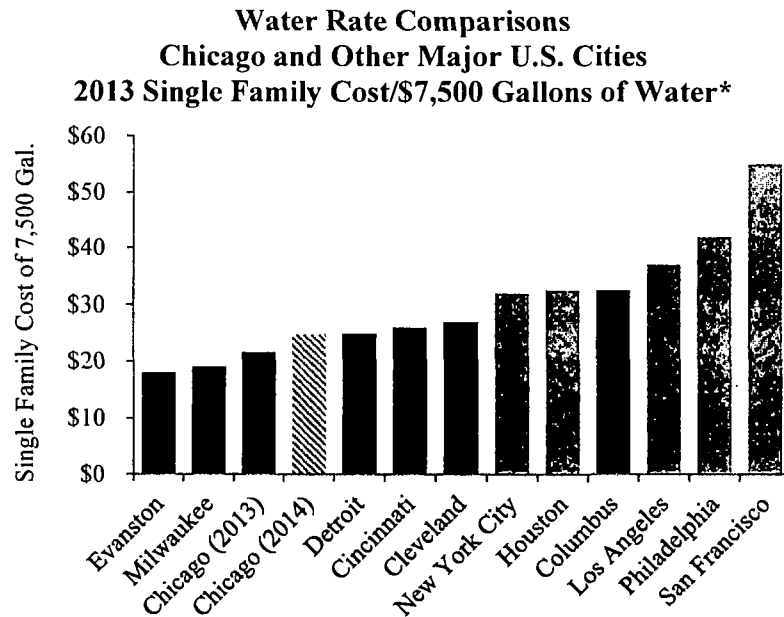 Water Rate Comparisons
Chicago and Other Major U.S. Cities
2013 Single Family Cost/$7,500 Gallons of Water*
Single Family Cost of 7,500 Gal.
$60
$50
$40
$30
$20
$10
$0
Evanston
Milwaukee
Chicago (2013)
Chicago (2014)
Detroit
Cincinnati
Cleveland
New York City
Houston
Columbus
Los Angeles
Philadelphia
San Francisco